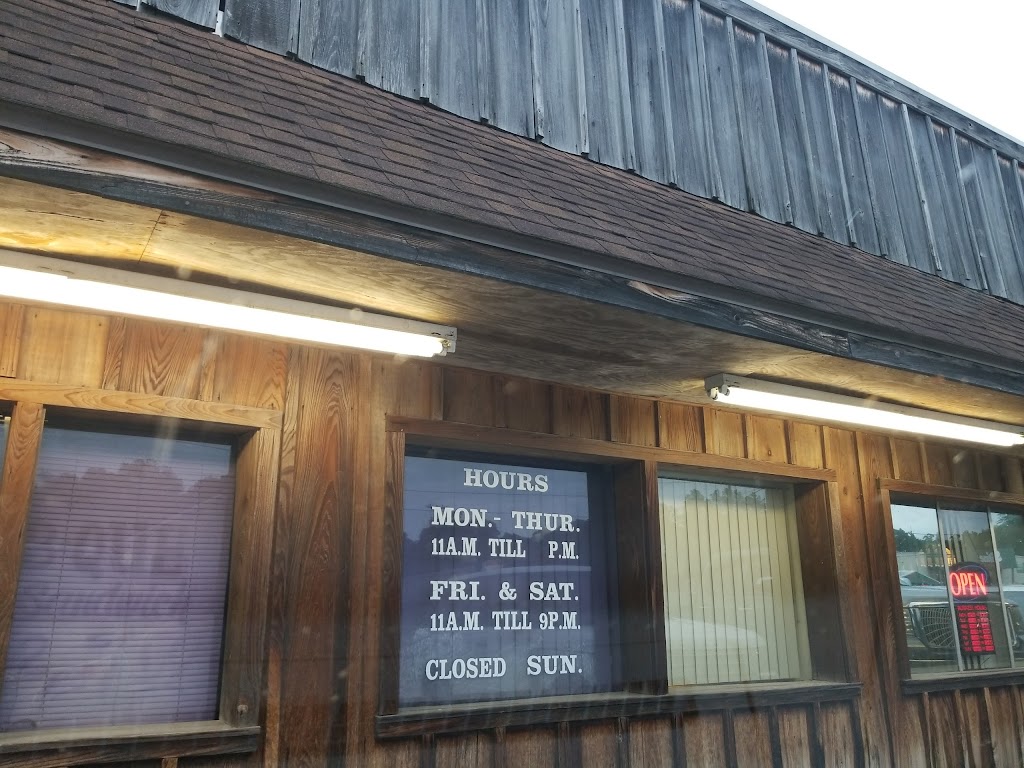 HOURS
MON.- THUR.
11A.M. TILL P.M.
FRI. & SAT.
11A.M. TILL 9P.M.
CLOSED SUN.
OPEN